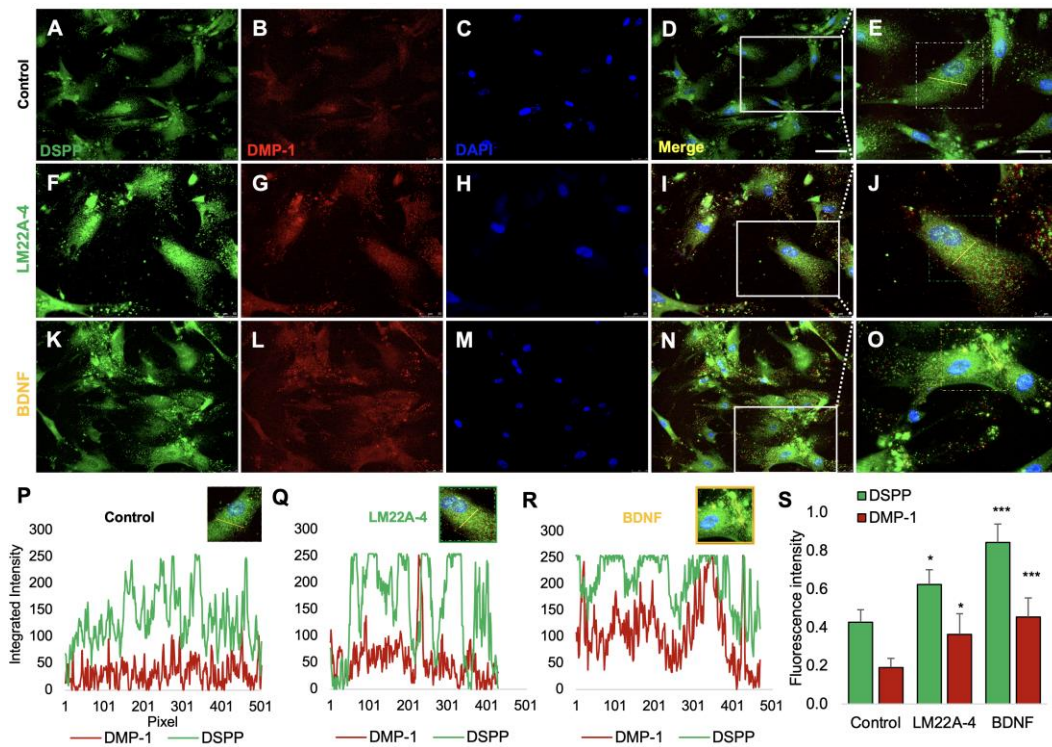 A B C D E
Control
DSPP DMP-1 DAPI Merge
F G H I J
LM22A-4
K L M N O
BDNF
P
Control
300
250
200
150
100
50
0
Integrated Intensity
1 101 201 301 401 501
Pixel
DMP-1 DSPP
Q
LM22A-4
300
250
200
150
100
50
0
1 101 201 301 401 501
R
BDNF
300
250
200
150
100
50
0
1 101 201 301 401 501
DMP-1 DSPP
S
DSPP
DMP-1
1.0
0.8
0.6
0.4
0.2
0.0
Fluorescence intensity
* * *** ***
Control LM22A-4 BDNF